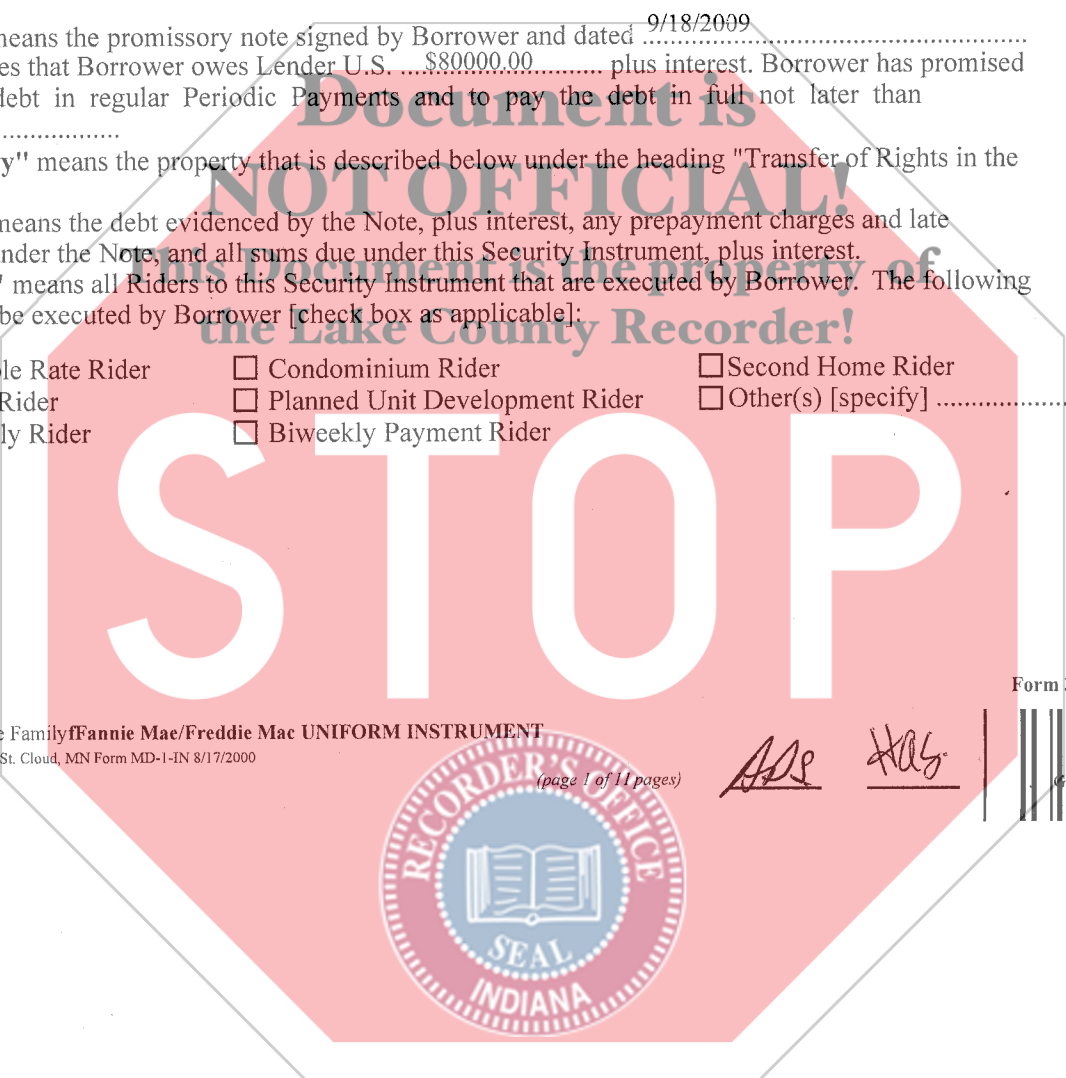 means the promissory note signed by Borrower and dated 9/18/2009
es that Borrower owes Lender U.S. $80000.00 plus interest. Borrower has promised
debt in regular Periodic Payments and to pay the debt in full not later than
Document is
y" means the property that is described below under the heading "Transfer of Rights in the
NOT OFFICIAL!
means the debt evidenced by the Note, plus interest, any prepayment charges and late
nder the Note, and all sums due under this Security Instrument, plus interest.
This Document is the property of
" means all Riders to this Security Instrument that are executed by Borrower. The following
be executed by Borrower [check box as applicable]:
the Lake County Recorder!
le Rate Rider ☐ Condominium Rider ☐ Second Home Rider
Rider ☐ Planned Unit Development Rider ☐ Other(s) [specify] ....................
ly Rider ☐ Biweekly Payment Rider
STOP
Form
e FamilyfFannie Mae/Freddie Mac UNIFORM INSTRUMENT
St. Cloud, MN Form MD-1-IN 8/17/2000
(page 1 of 11 pages)
RECORDER'S OFFICE
SEAL
INDIANA